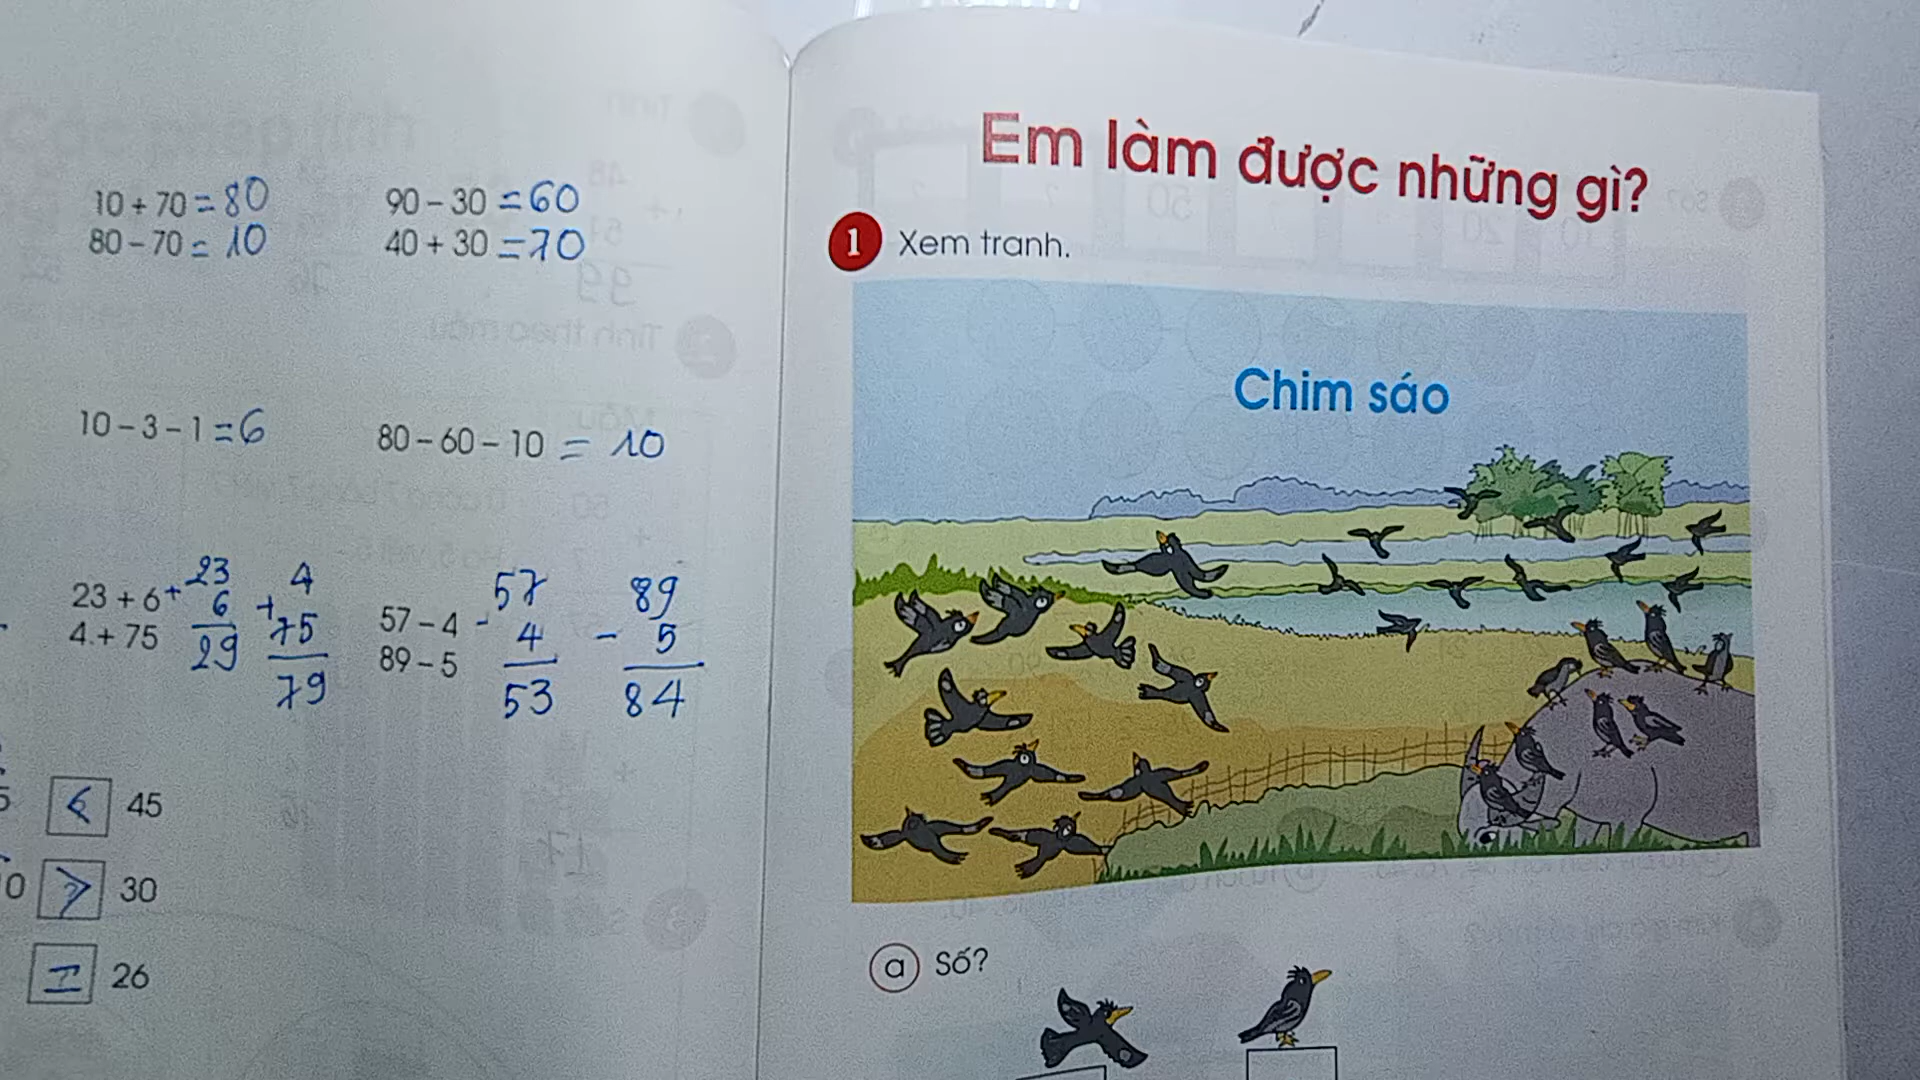 10 + 70 = 80
90 - 30 = 60
80 - 70 = 10
40 + 30 = 70
10 - 3 - 1 = 6
80 - 60 - 10 = 10
23 + 6
4 + 75
+ 23
6
29
+ 4
75
79
57 - 4
89 - 5
- 57
4
53
- 89
5
84
< 45
0 > 30
= 26
Em làm được những gì?
1 Xem tranh.
Chim sáo
a Số?